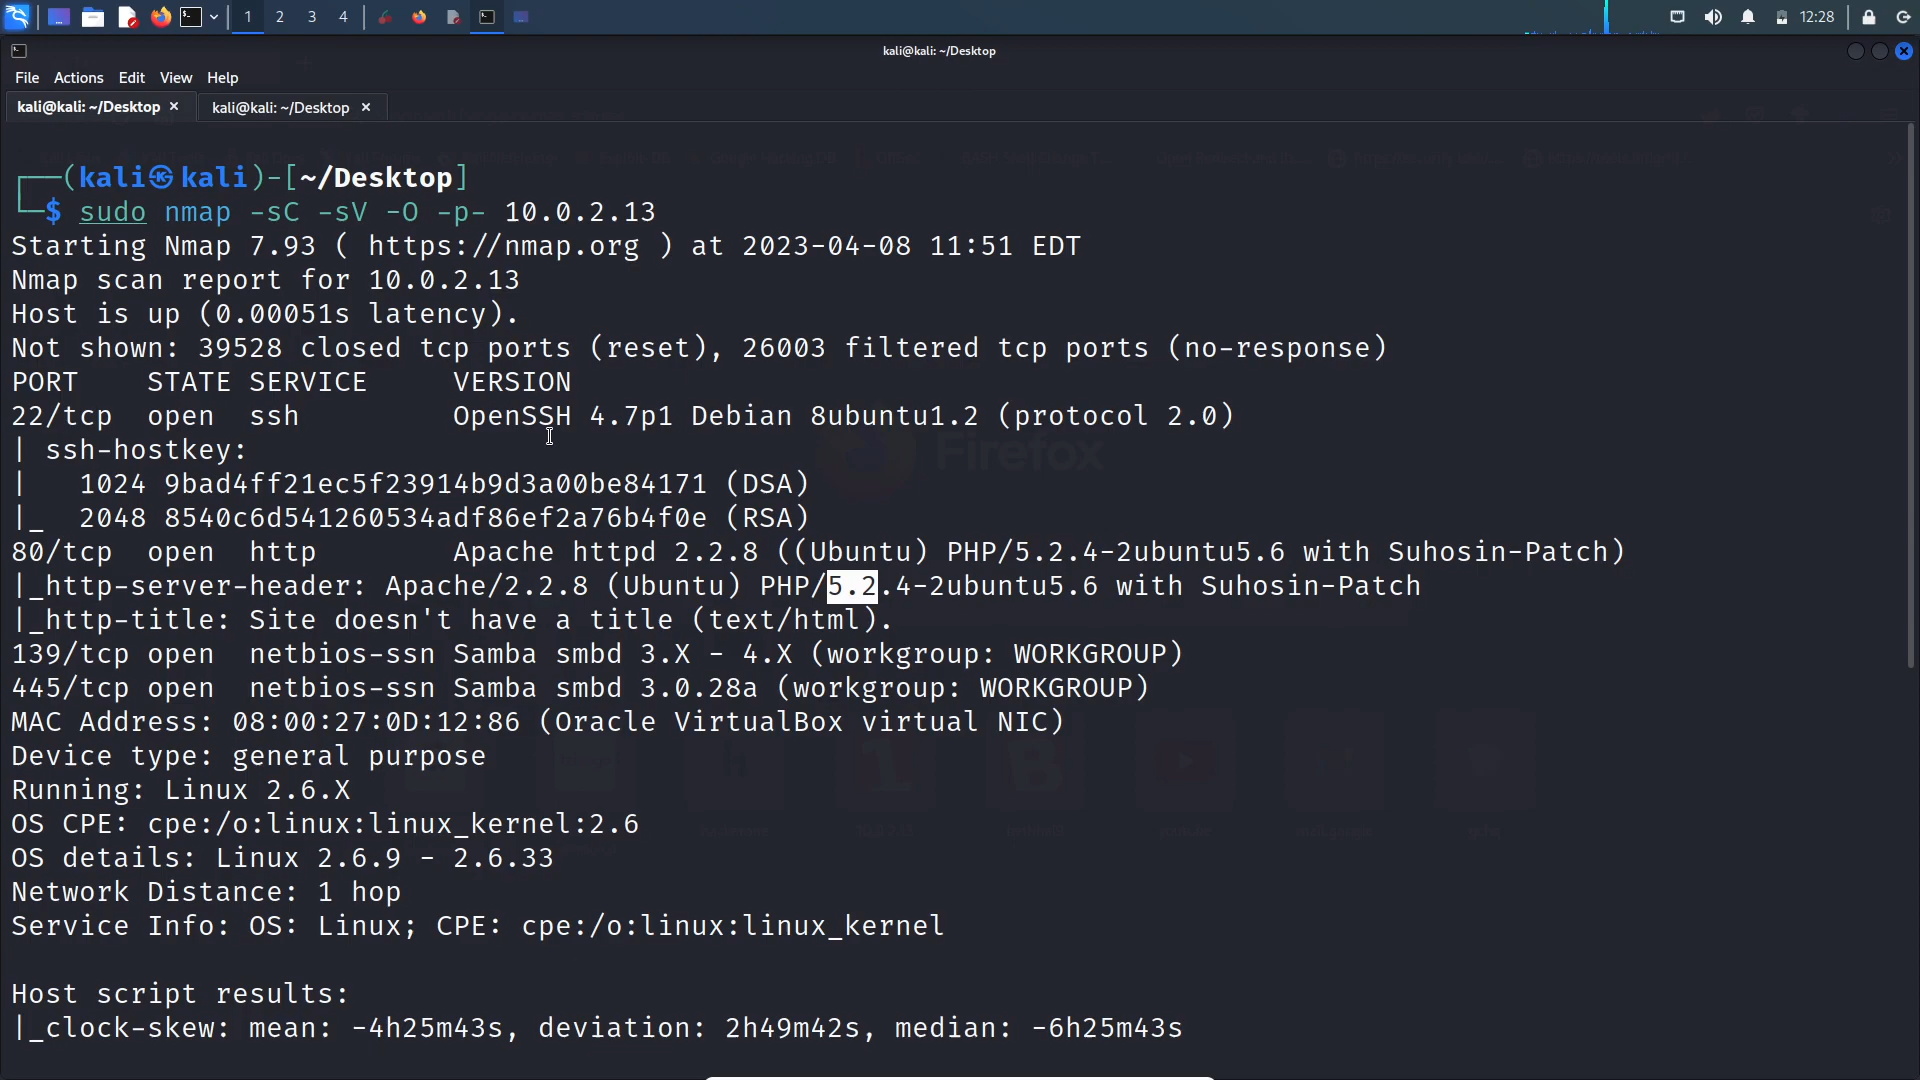 1 2 3 4 12:28
kali@kali: ~/Desktop
File Actions Edit View Help
kali@kali: ~/Desktop kali@kali: ~/Desktop
(kali㉿kali)-[~/Desktop]
$ sudo nmap -sC -sV -O -p- 10.0.2.13
Starting Nmap 7.93 ( https://nmap.org ) at 2023-04-08 11:51 EDT
Nmap scan report for 10.0.2.13
Host is up (0.00051s latency).
Not shown: 39528 closed tcp ports (reset), 26003 filtered tcp ports (no-response)
PORT STATE SERVICE VERSION
22/tcp open ssh OpenSSH 4.7p1 Debian 8ubuntu1.2 (protocol 2.0)
| ssh-hostkey:
| 1024 9bad4ff21ec5f23914b9d3a00be84171 (DSA)
|_ 2048 8540c6d541260534adf86ef2a76b4f0e (RSA)
80/tcp open http Apache httpd 2.2.8 ((Ubuntu) PHP/5.2.4-2ubuntu5.6 with Suhosin-Patch)
|_http-server-header: Apache/2.2.8 (Ubuntu) PHP/5.2.4-2ubuntu5.6 with Suhosin-Patch
|_http-title: Site doesn't have a title (text/html).
139/tcp open netbios-ssn Samba smbd 3.X - 4.X (workgroup: WORKGROUP)
445/tcp open netbios-ssn Samba smbd 3.0.28a (workgroup: WORKGROUP)
MAC Address: 08:00:27:0D:12:86 (Oracle VirtualBox virtual NIC)
Device type: general purpose
Running: Linux 2.6.X
OS CPE: cpe:/o:linux:linux_kernel:2.6
OS details: Linux 2.6.9 - 2.6.33
Network Distance: 1 hop
Service Info: OS: Linux; CPE: cpe:/o:linux:linux_kernel
Host script results:
|_clock-skew: mean: -4h25m43s, deviation: 2h49m42s, median: -6h25m43s
Firefox